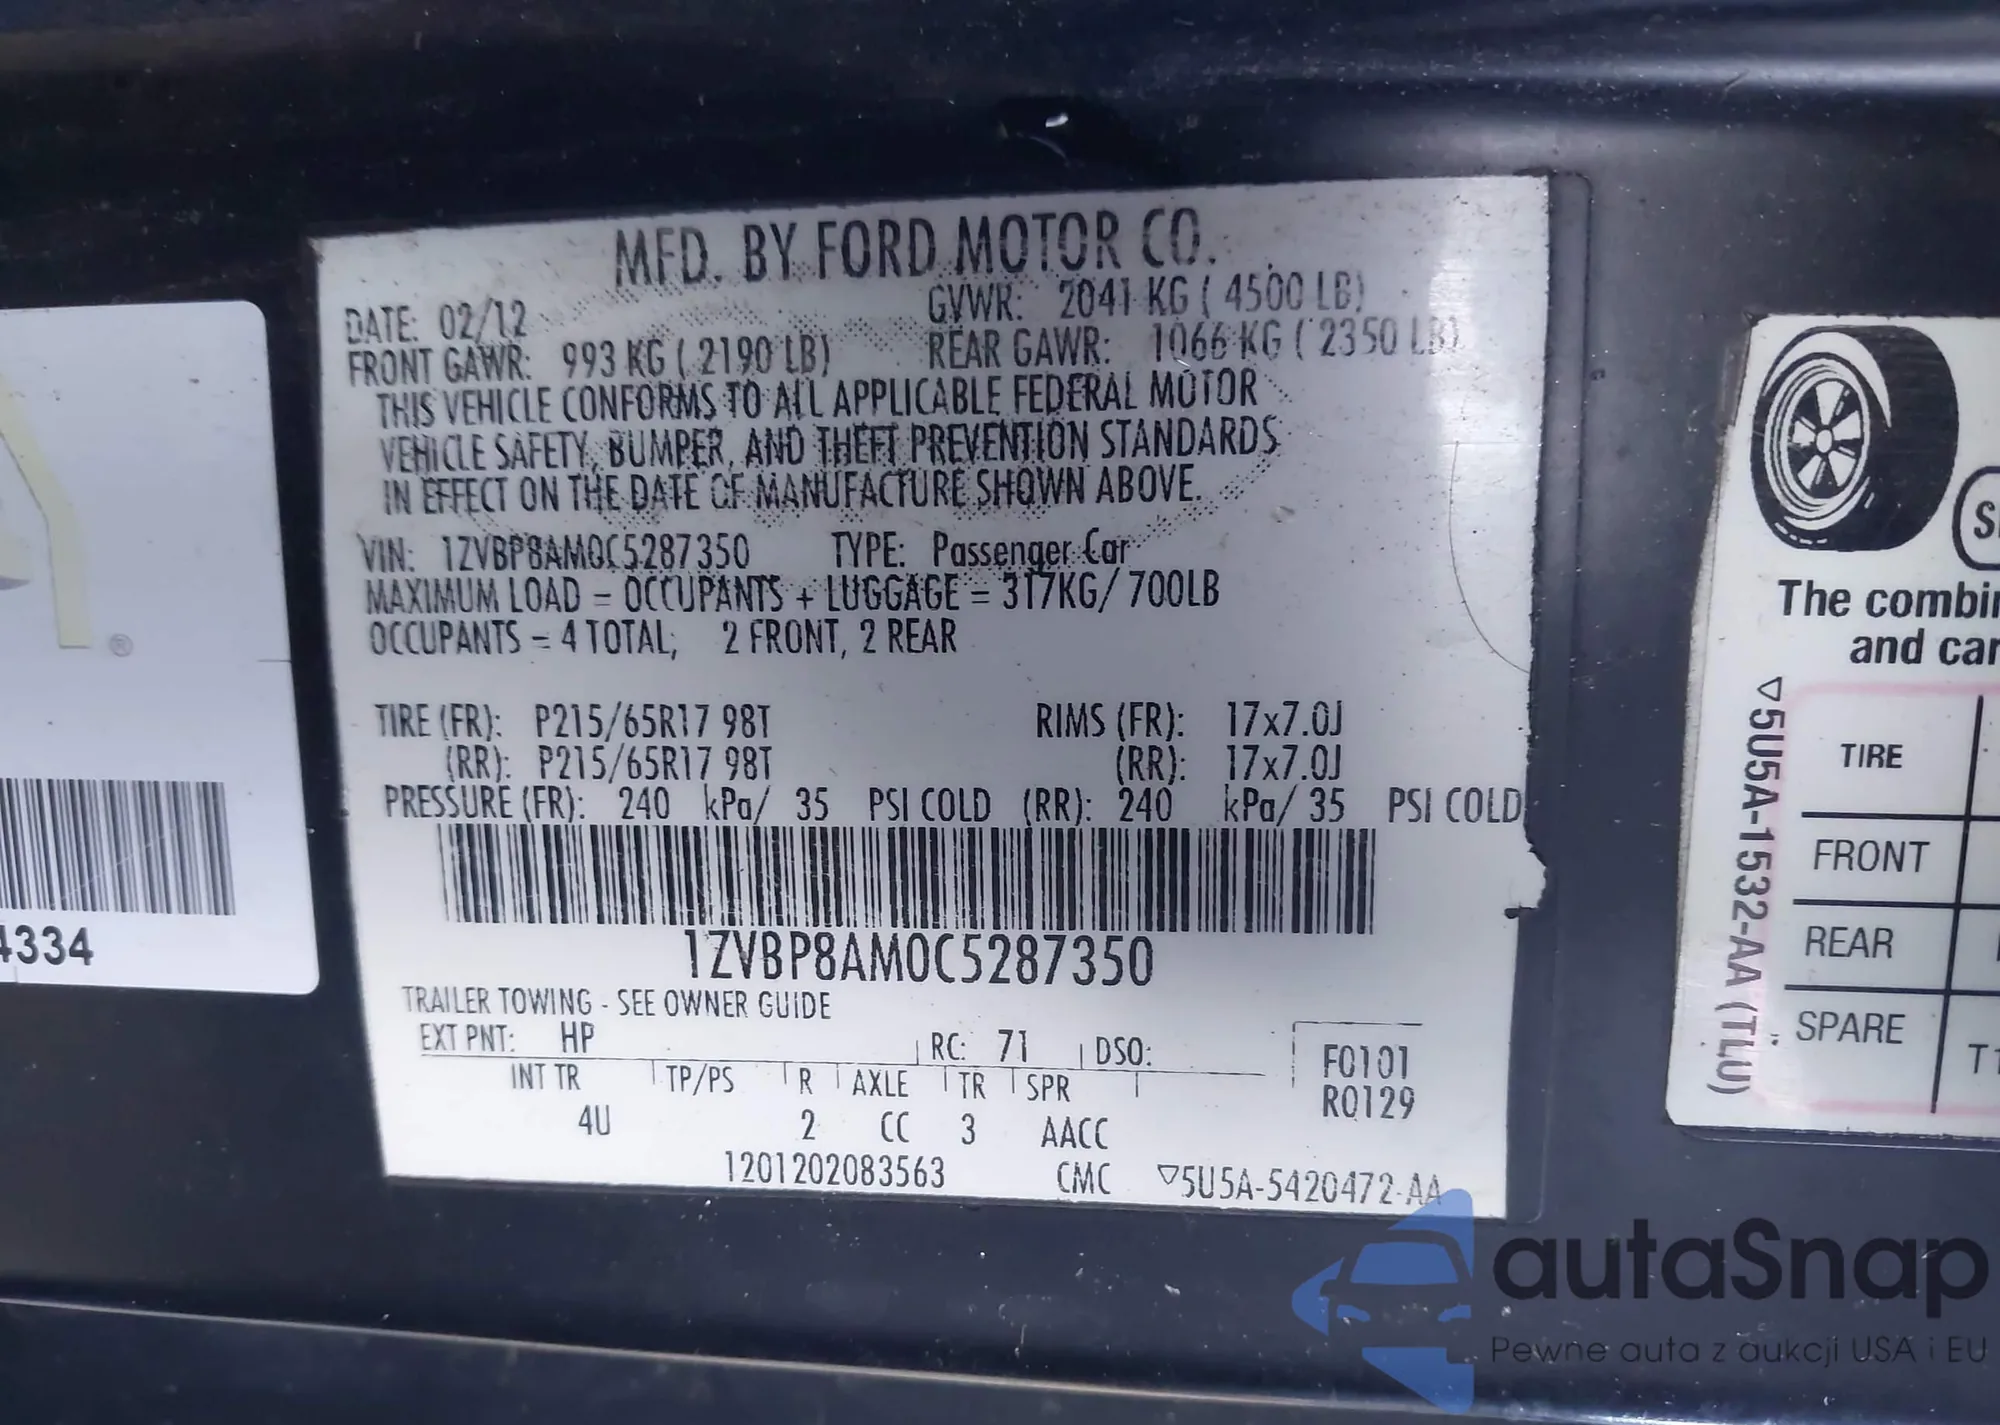 MFD. BY FORD MOTOR CO.
DATE: 02/12 GVWR: 2041 KG ( 4500 LB)
FRONT GAWR: 993 KG ( 2190 LB) REAR GAWR: 1066 KG ( 2350 LB)
THIS VEHICLE CONFORMS TO ALL APPLICABLE FEDERAL MOTOR
VEHICLE SAFETY, BUMPER, AND THEFT PREVENTION STANDARDS
IN EFFECT ON THE DATE OF MANUFACTURE SHOWN ABOVE.
VIN: 1ZVBP8AM0C5287350 TYPE: Passenger Car
MAXIMUM LOAD = OCCUPANTS + LUGGAGE = 317KG/ 700LB
OCCUPANTS = 4 TOTAL; 2 FRONT, 2 REAR
TIRE (FR): P215/65R17 98T RIMS (FR): 17x7.0J
(RR): P215/65R17 98T (RR): 17x7.0J
PRESSURE (FR): 240 kPa/ 35 PSI COLD (RR): 240 kPa/ 35 PSI COLD
1ZVBP8AM0C5287350
TRAILER TOWING - SEE OWNER GUIDE
EXT PNT: HP RC: 71 DSO:
INT TR TP/PS R AXLE TR SPR
4U 2 CC 3 AACC
F0101
R0129
1201202083563 CMC ▽5U5A-5420472-AA
4334
®
The combin
and car
▽5U5A-1532-AA (TLU)
TIRE
FRONT
REAR
SPARE T1
autoSnap
Pewne auta z aukcji USA i EU